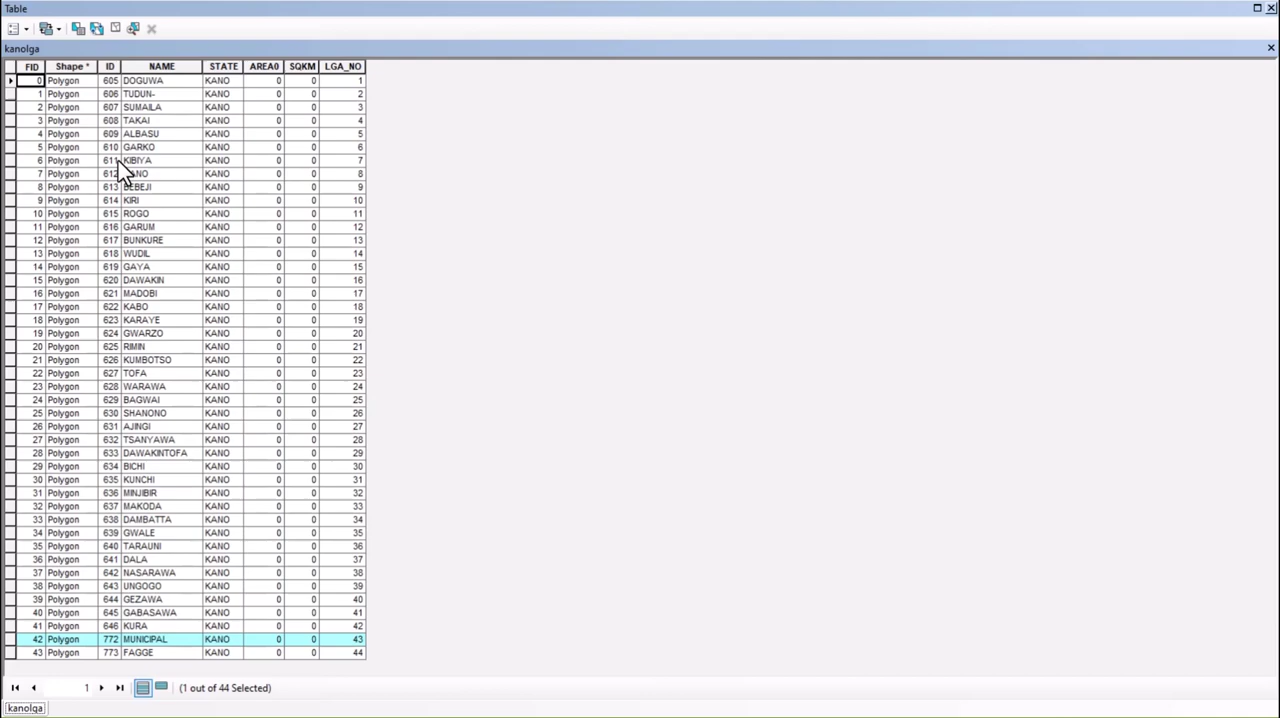 Table
kanolga
FID Shape * ID NAME STATE AREA0 SQKM LGA_NO
0 Polygon 605 DOGUWA KANO 0 0 1
1 Polygon 606 TUDUN- KANO 0 0 2
2 Polygon 607 SUMAILA KANO 0 0 3
3 Polygon 608 TAKAI KANO 0 0 4
4 Polygon 609 ALBASU KANO 0 0 5
5 Polygon 610 GARKO KANO 0 0 6
6 Polygon 611 KIBIYA KANO 0 0 7
7 Polygon 612 KANO 0 0 8
8 Polygon 613 BEBEJI KANO 0 0 9
9 Polygon 614 KIRI KANO 0 0 10
10 Polygon 615 ROGO KANO 0 0 11
11 Polygon 616 GARUM KANO 0 0 12
12 Polygon 617 BUNKURE KANO 0 0 13
13 Polygon 618 WUDIL KANO 0 0 14
14 Polygon 619 GAYA KANO 0 0 15
15 Polygon 620 DAWAKIN KANO 0 0 16
16 Polygon 621 MADOBI KANO 0 0 17
17 Polygon 622 KABO KANO 0 0 18
18 Polygon 623 KARAYE KANO 0 0 19
19 Polygon 624 GWARZO KANO 0 0 20
20 Polygon 625 RIMIN KANO 0 0 21
21 Polygon 626 KUMBOTSO KANO 0 0 22
22 Polygon 627 TOFA KANO 0 0 23
23 Polygon 628 WARAWA KANO 0 0 24
24 Polygon 629 BAGWAI KANO 0 0 25
25 Polygon 630 SHANONO KANO 0 0 26
26 Polygon 631 AJINGI KANO 0 0 27
27 Polygon 632 TSANYAWA KANO 0 0 28
28 Polygon 633 DAWAKINTOFA KANO 0 0 29
29 Polygon 634 BICHI KANO 0 0 30
30 Polygon 635 KUNCHI KANO 0 0 31
31 Polygon 636 MINJIBIR KANO 0 0 32
32 Polygon 637 MAKODA KANO 0 0 33
33 Polygon 638 DAMBATTA KANO 0 0 34
34 Polygon 639 GWALE KANO 0 0 35
35 Polygon 640 TARAUNI KANO 0 0 36
36 Polygon 641 DALA KANO 0 0 37
37 Polygon 642 NASARAWA KANO 0 0 38
38 Polygon 643 UNGOGO KANO 0 0 39
39 Polygon 644 GEZAWA KANO 0 0 40
40 Polygon 645 GABASAWA KANO 0 0 41
41 Polygon 646 KURA KANO 0 0 42
42 Polygon 772 MUNICIPAL KANO 0 0 43
43 Polygon 773 FAGGE KANO 0 0 44
1 (1 out of 44 Selected)
kanolga